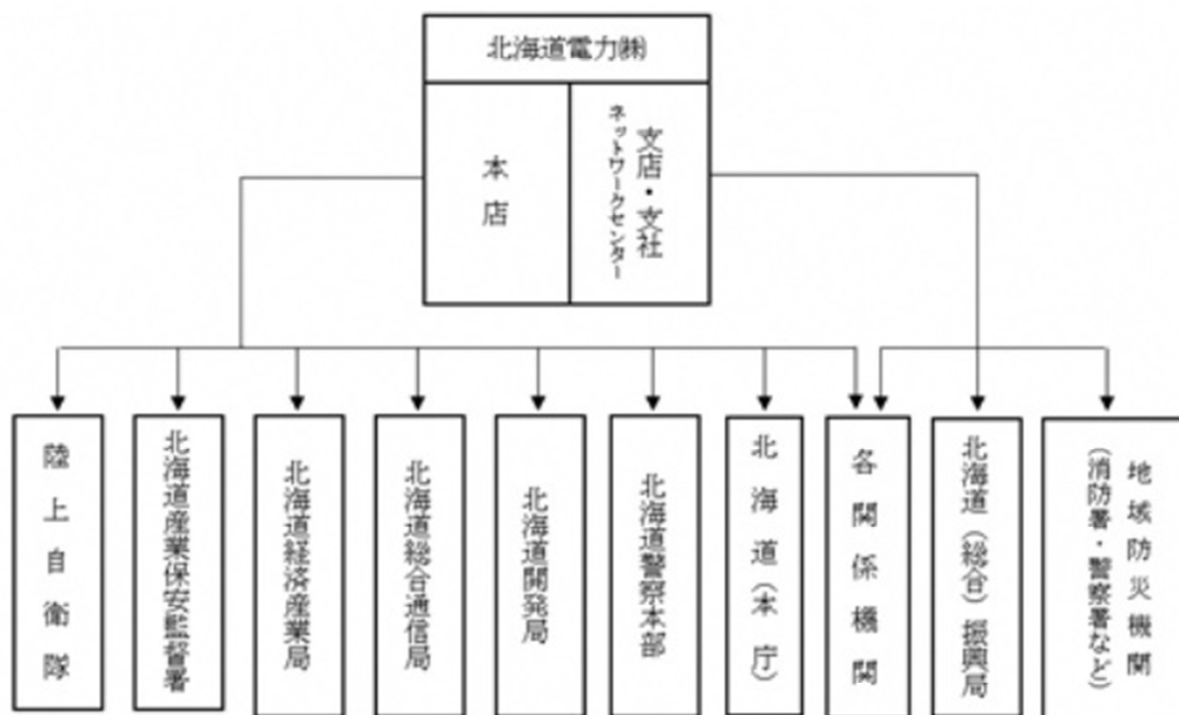 北海道電力㈱
本店
支店・支社
ネットワークセンター
陸上自衛隊
北海道産業保安監督署
北海道経済産業局
北海道総合通信局
北海道開発局
北海道警察本部
北海道（本庁）
各関係機関
北海道（総合）振興局
地域防災機関
（消防署・警察署など）